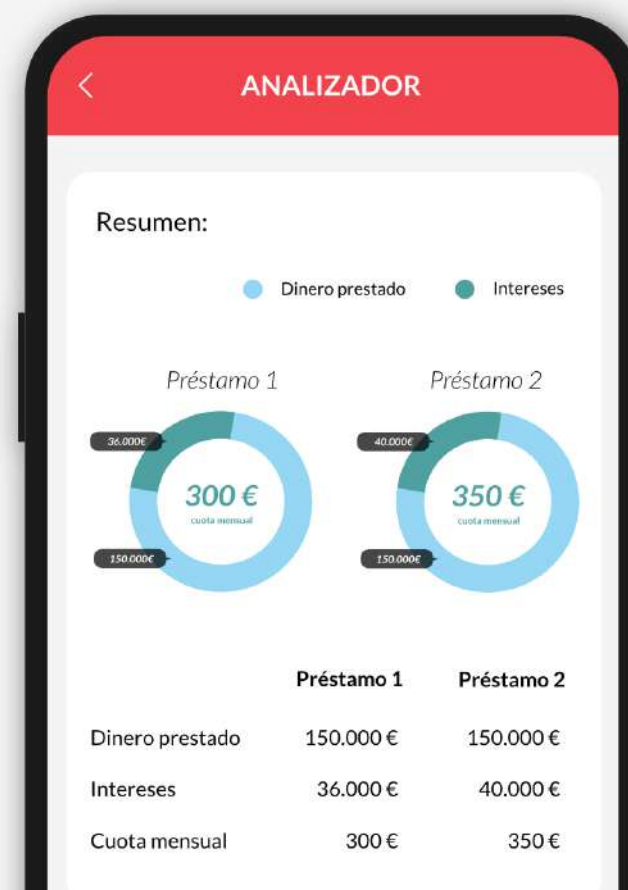 ANALIZADOR
Resumen:
Dinero prestado Intereses
Préstamo 1 Préstamo 2
36.000€ 40.000€
300 € 350 €
cuota mensual cuota mensual
150.000€ 150.000€
Préstamo 1 Préstamo 2
Dinero prestado 150.000 € 150.000 €
Intereses 36.000 € 40.000 €
Cuota mensual 300 € 350 €